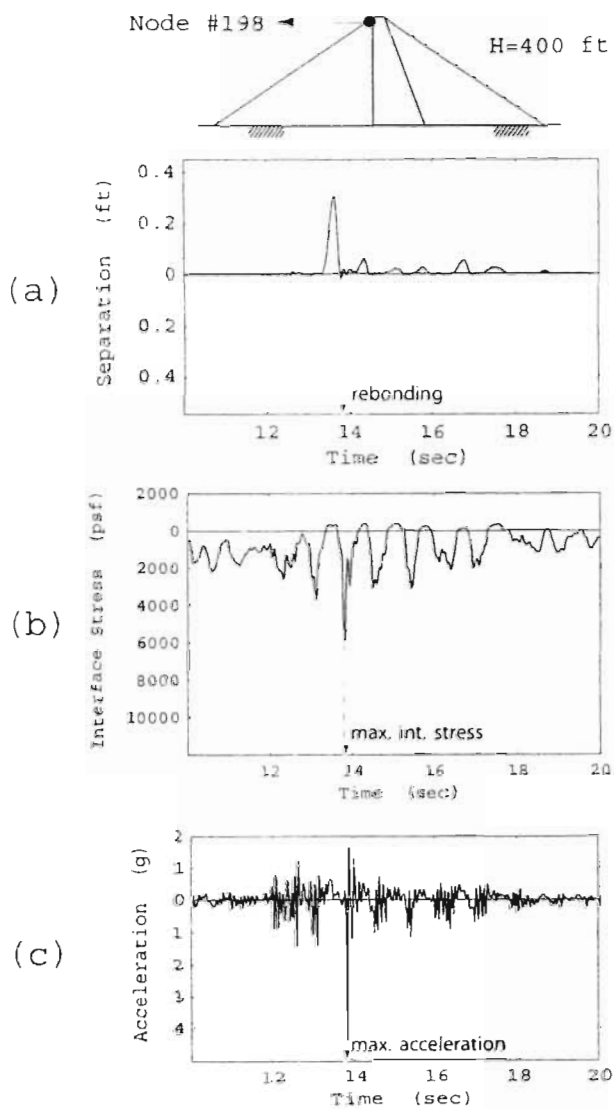 Node #198
H=400 ft
(a)
Separation (ft)
0.4
0.2
0
0.2
0.4
rebonding
12 14 16 18 20
Time (sec)
(b)
Interface Stress (psf)
2000
0
2000
4000
6000
8000
10000
max. int. stress
12 14 16 18 20
Time (sec)
(c)
Acceleration (g)
2
1
0
1
2
3
4
max. acceleration
12 14 16 18 20
Time (sec)